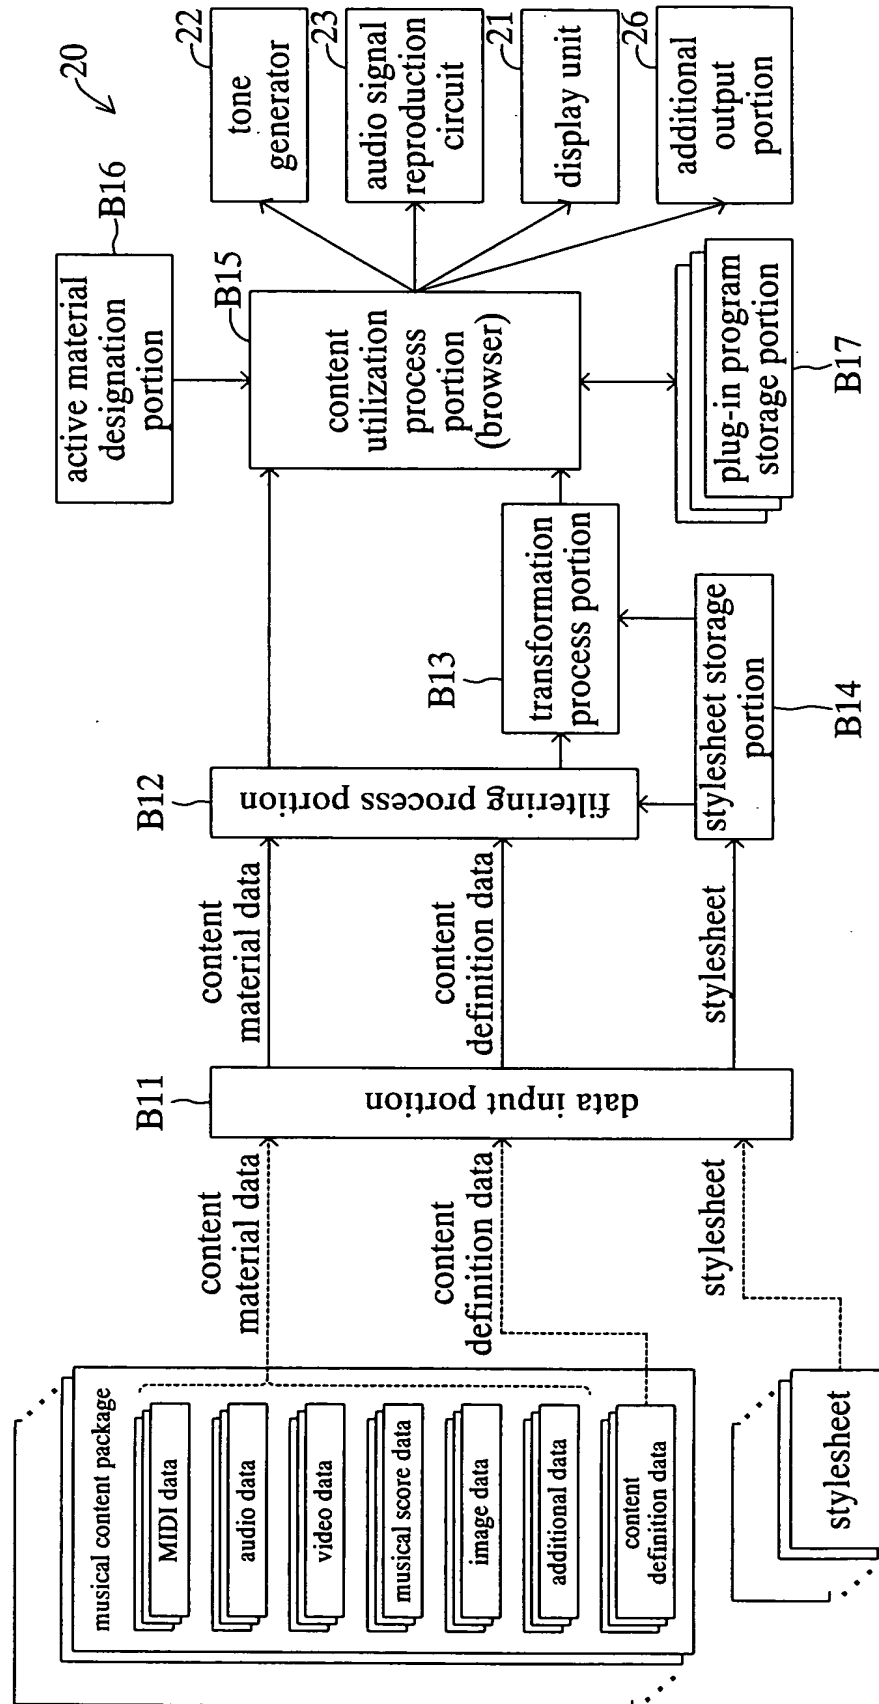 20
musical content package
MIDI data
audio data
video data
musical score data
image data
additional data
content
definition data
stylesheet
content
material data
content
definition data
stylesheet
B11
data input portion
content
material data
content
definition data
stylesheet
B12
filtering process portion
B13
transformation
process portion
stylesheet storage
portion
B14
B16
active material
designation
portion
B15
content
utilization
process
portion
(browser)
plug-in program
storage portion
B17
22
tone
generator
23
audio signal
reproduction
circuit
21
display unit
26
additional
output
portion